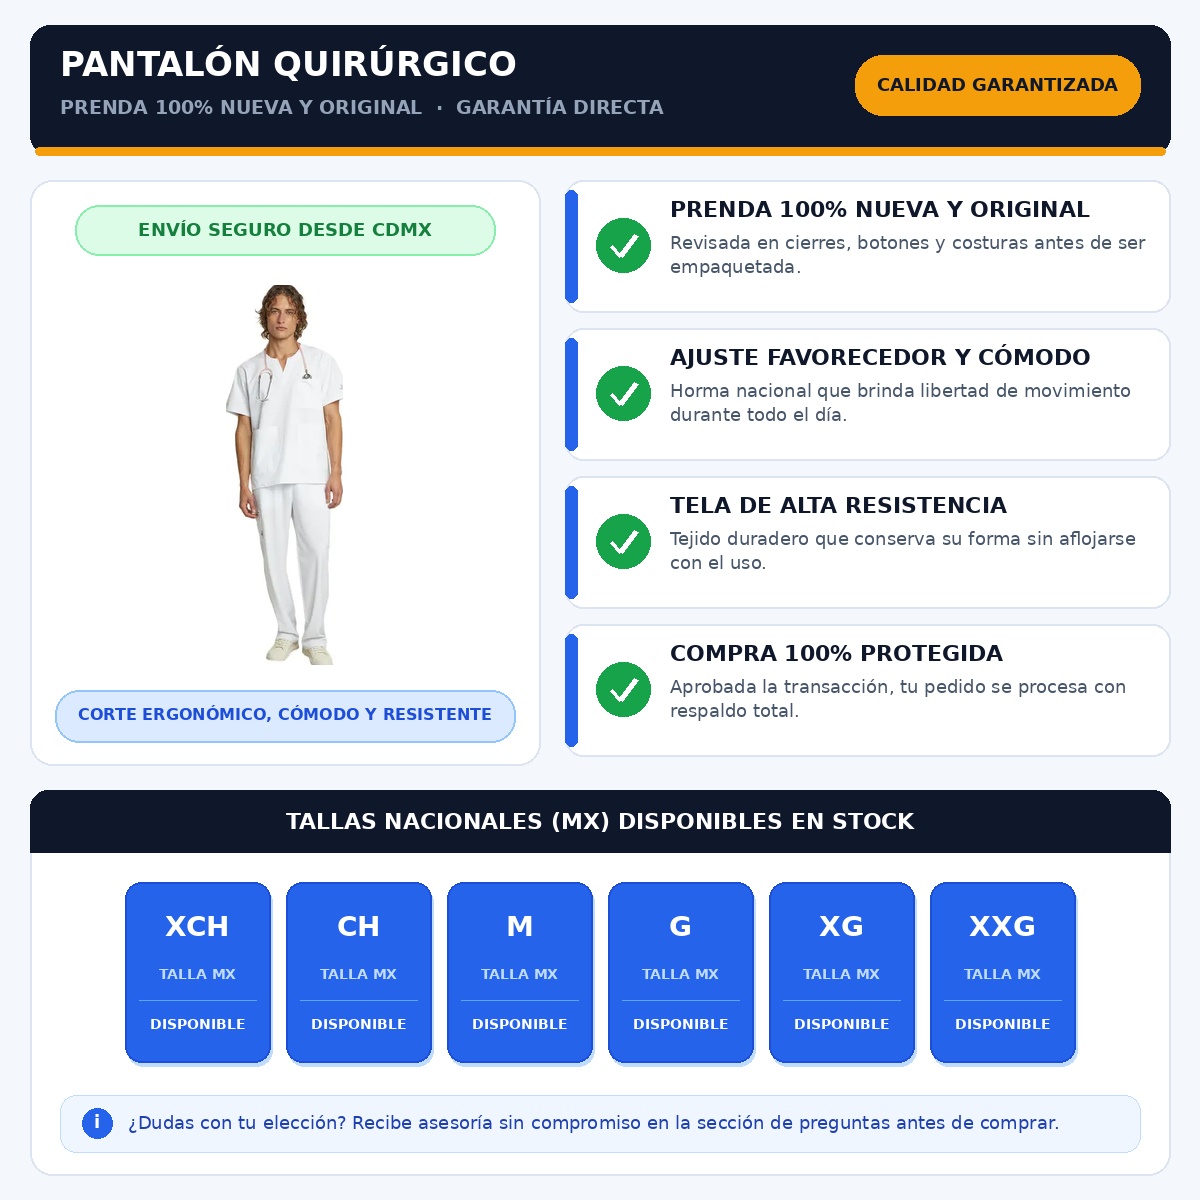 PANTALÓN QUIRÚRGICO
PRENDA 100% NUEVA Y ORIGINAL · GARANTÍA DIRECTA
CALIDAD GARANTIZADA
ENVÍO SEGURO DESDE CDMX
CORTE ERGONÓMICO, CÓMODO Y RESISTENTE
PRENDA 100% NUEVA Y ORIGINAL
Revisada en cierres, botones y costuras antes de ser
empaquetada.
AJUSTE FAVORECEDOR Y CÓMODO
Horma nacional que brinda libertad de movimiento
durante todo el día.
TELA DE ALTA RESISTENCIA
Tejido duradero que conserva su forma sin aflojarse
con el uso.
COMPRA 100% PROTEGIDA
Aprobada la transacción, tu pedido se procesa con
respaldo total.
TALLAS NACIONALES (MX) DISPONIBLES EN STOCK
XCH
TALLA MX
DISPONIBLE
CH
TALLA MX
DISPONIBLE
M
TALLA MX
DISPONIBLE
G
TALLA MX
DISPONIBLE
XG
TALLA MX
DISPONIBLE
XXG
TALLA MX
DISPONIBLE
i
¿Dudas con tu elección? Recibe asesoría sin compromiso en la sección de preguntas antes de comprar.